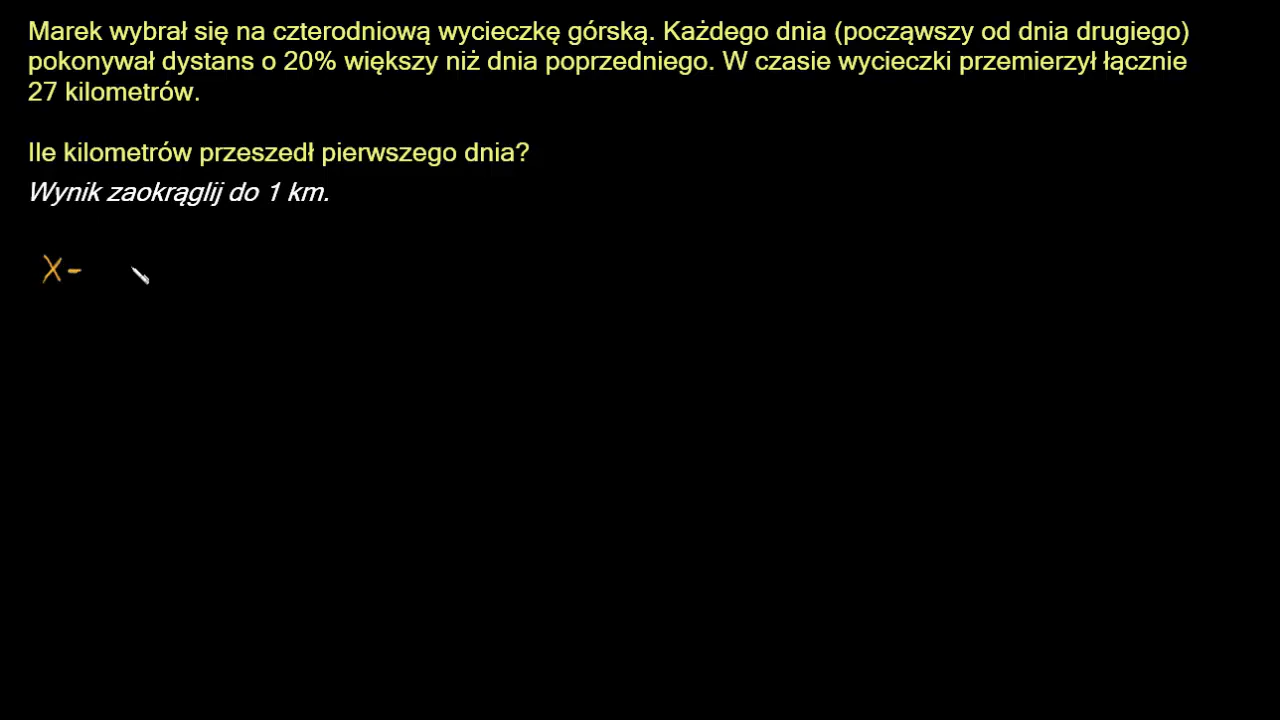 Marek wybrał się na czterodniową wycieczkę górską. Każdego dnia (począwszy od dnia drugiego)
pokonywał dystans o 20% większy niż dnia poprzedniego. W czasie wycieczki przemierzył łącznie
27 kilometrów.
Ile kilometrów przeszedł pierwszego dnia?
Wynik zaokrąglij do 1 km.
x-